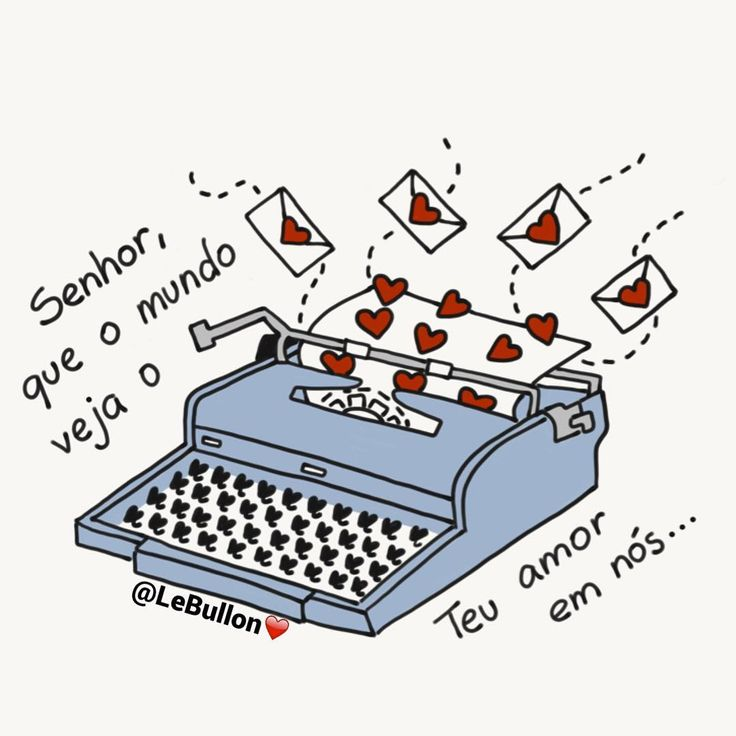 Senhor,
que o mundo
veja o
Teu amor
em nós...
@LeBullon❤️